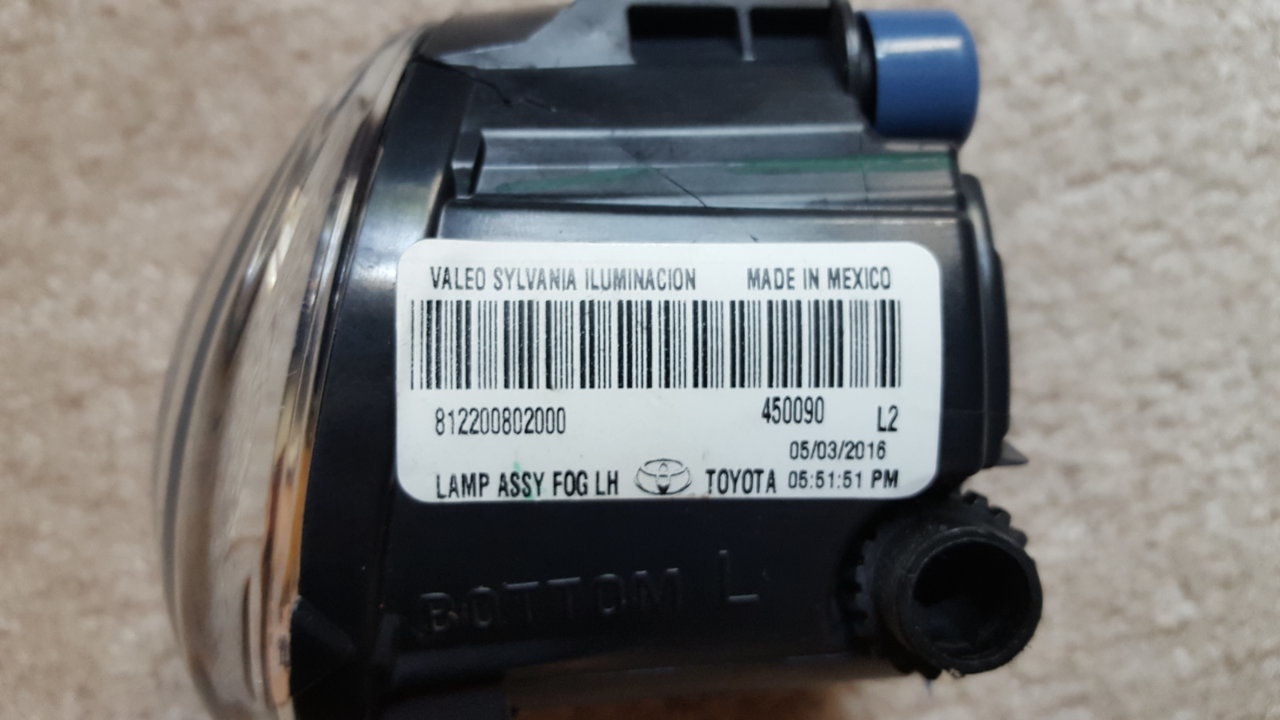 VALEO SYLVANIA ILUMINACION MADE IN MEXICO
812200802000 450090 L2
05/03/2016
LAMP ASSY FOG LH TOYOTA 05:51:51 PM
BOTTOM L